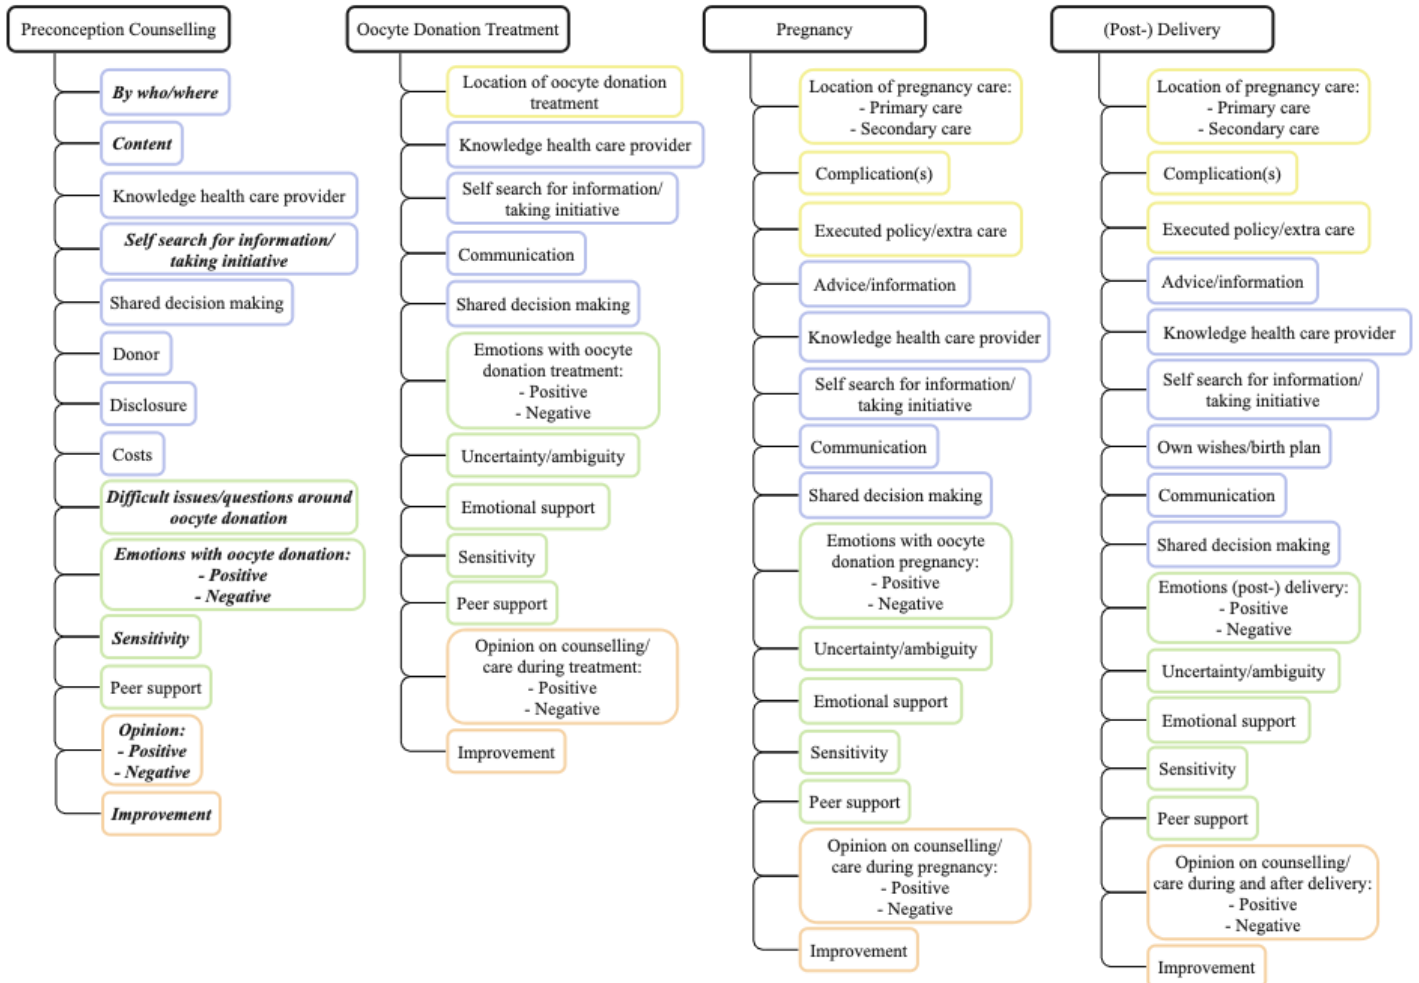 Preconception Counselling
By who/where
Content
Knowledge health care provider
Self search for information/
taking initiative
Shared decision making
Donor
Disclosure
Costs
Difficult issues/questions around
oocyte donation
Emotions with oocyte donation:
- Positive
- Negative
Sensitivity
Peer support
Opinion:
- Positive
- Negative
Improvement
Oocyte Donation Treatment
Location of oocyte donation
treatment
Knowledge health care provider
Self search for information/
taking initiative
Communication
Shared decision making
Emotions with oocyte
donation treatment:
- Positive
- Negative
Uncertainty/ambiguity
Emotional support
Sensitivity
Peer support
Opinion on counselling/
care during treatment:
- Positive
- Negative
Improvement
Pregnancy
Location of pregnancy care:
- Primary care
- Secondary care
Complication(s)
Executed policy/extra care
Advice/information
Knowledge health care provider
Self search for information/
taking initiative
Communication
Shared decision making
Emotions with oocyte
donation pregnancy:
- Positive
- Negative
Uncertainty/ambiguity
Emotional support
Sensitivity
Peer support
Opinion on counselling/
care during pregnancy:
- Positive
- Negative
Improvement
(Post-) Delivery
Location of pregnancy care:
- Primary care
- Secondary care
Complication(s)
Executed policy/extra care
Advice/information
Knowledge health care provider
Self search for information/
taking initiative
Own wishes/birth plan
Communication
Shared decision making
Emotions (post-) delivery:
- Positive
- Negative
Uncertainty/ambiguity
Emotional support
Sensitivity
Peer support
Opinion on counselling/
care during and after delivery:
- Positive
- Negative
Improvement